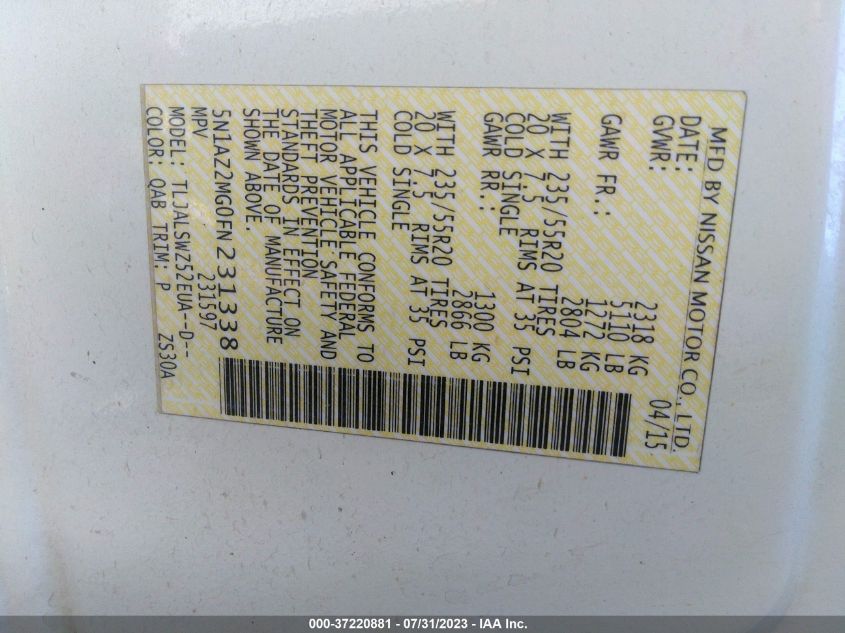 MFD BY NISSAN MOTOR CO., LTD.
DATE: 04/15
GVWR: 2318 KG
5110 LB
GAWR FR.: 1272 KG
2804 LB
WITH 235/55R20 TIRES
20 X 7.5 RIMS AT 35 PSI
COLD SINGLE
GAWR RR.: 1300 KG
2866 LB
WITH 235/55R20 TIRES
20 X 7.5 RIMS AT 35 PSI
COLD SINGLE
THIS VEHICLE CONFORMS TO
ALL APPLICABLE FEDERAL
MOTOR VEHICLE SAFETY AND
THEFT PREVENTION
STANDARDS IN EFFECT ON
THE DATE OF MANUFACTURE
SHOWN ABOVE.
5N1AZ2MG0FN231338
MPV 231597
MODEL: TLJALSWZ52EUA--D--
COLOR: QAB TRIM: P ZS30A
000-37220881 - 07/31/2023 - IAA Inc.